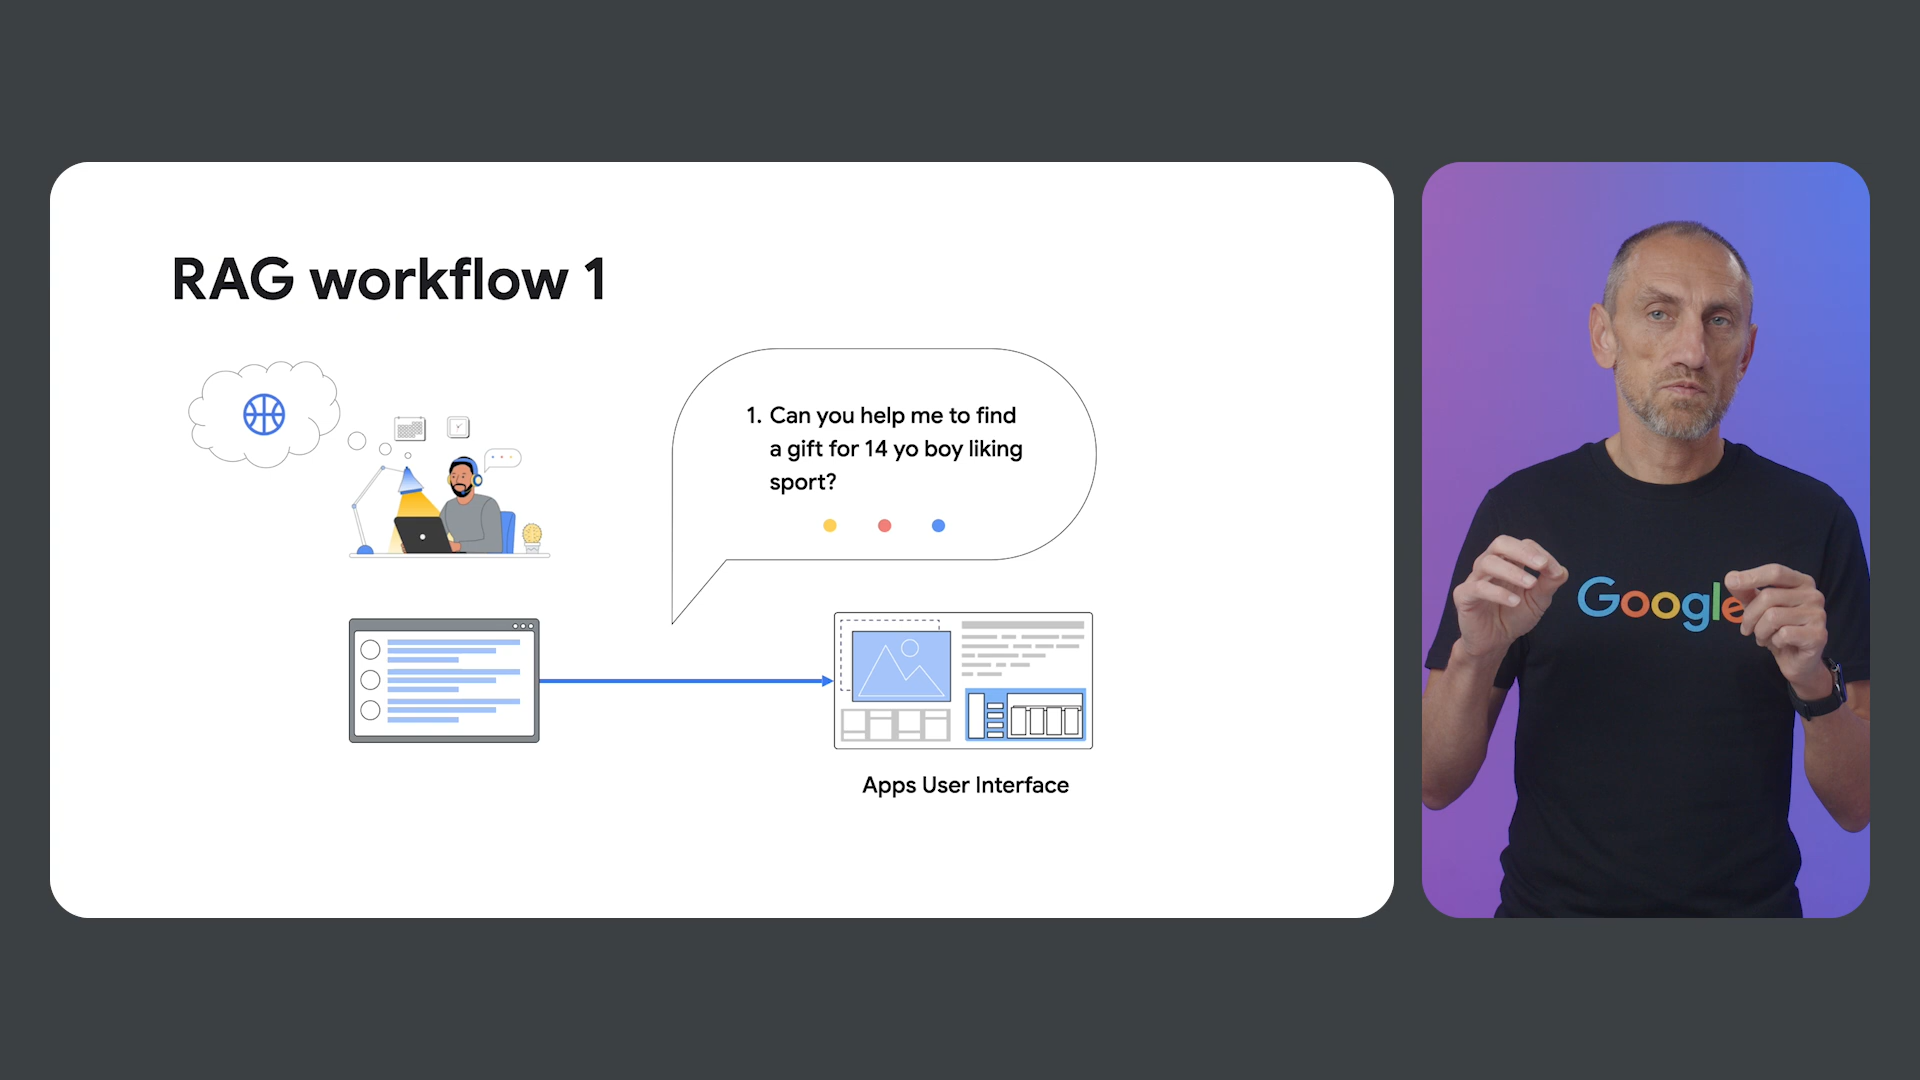 RAG workflow 1
1. Can you help me to find
a gift for 14 yo boy liking
sport?
Apps User Interface
Google